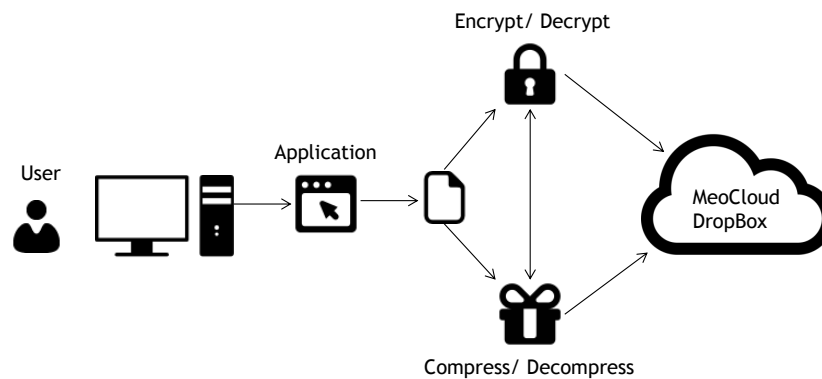 Encrypt/ Decrypt
Application
User
MeoCloud
DropBox
Compress/ Decompress